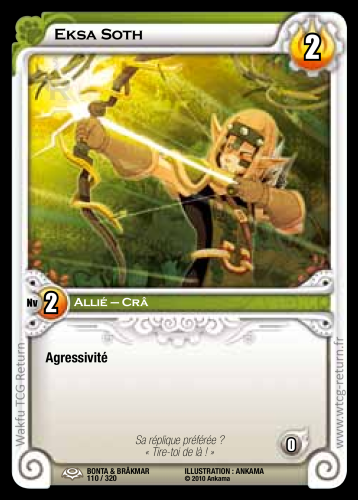 Eksa Soth
2
Nv 2
Allié – Crâ
Agressivité
Sa réplique préférée ?
« Tire-toi de là ! »
0
BONTA & BRÂKMAR
110 / 320
ILLUSTRATION : ANKAMA
© 2010 Ankama
Wakfu TCG Return
www.wtcg-return.fr